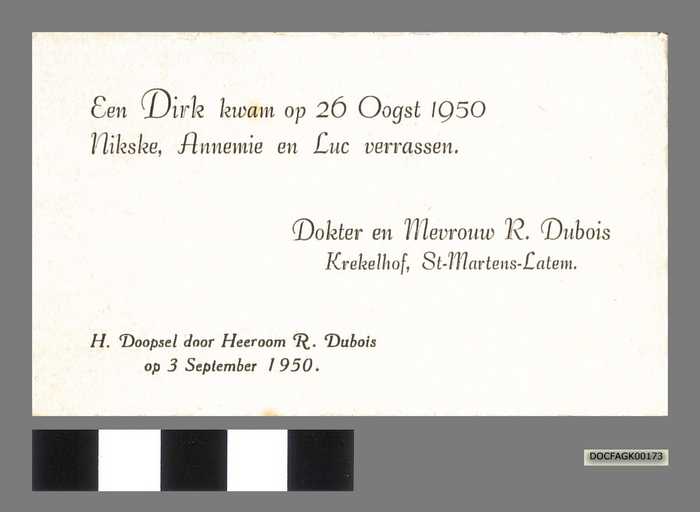 Een Dirk kwam op 26 Oogst 1950
Nikske, Annemie en Luc verrassen.
Dokter en Mevrouw R. Dubois
Krekelhof, St-Martens-Latem.
H. Doopsel door Heeroom R. Dubois
op 3 September 1950.
DOCFAGK00173